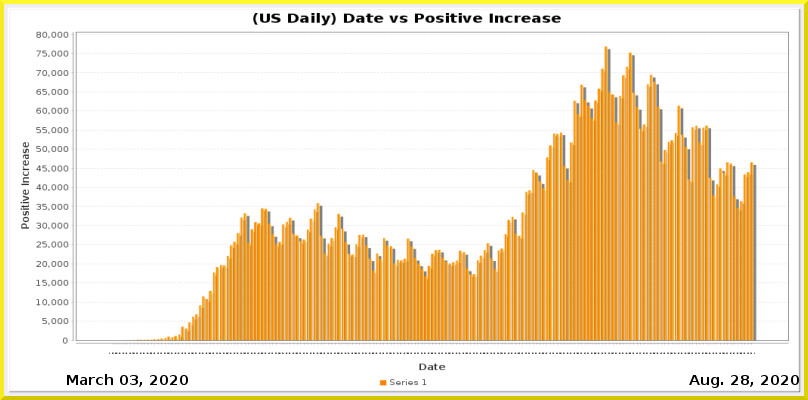 (US Daily) Date vs Positive Increase
80,000
75,000
70,000
65,000
60,000
55,000
50,000
45,000
40,000
35,000
30,000
25,000
20,000
15,000
10,000
5,000
0
Positive Increase
Date
March 03, 2020
Aug. 28, 2020
Series 1